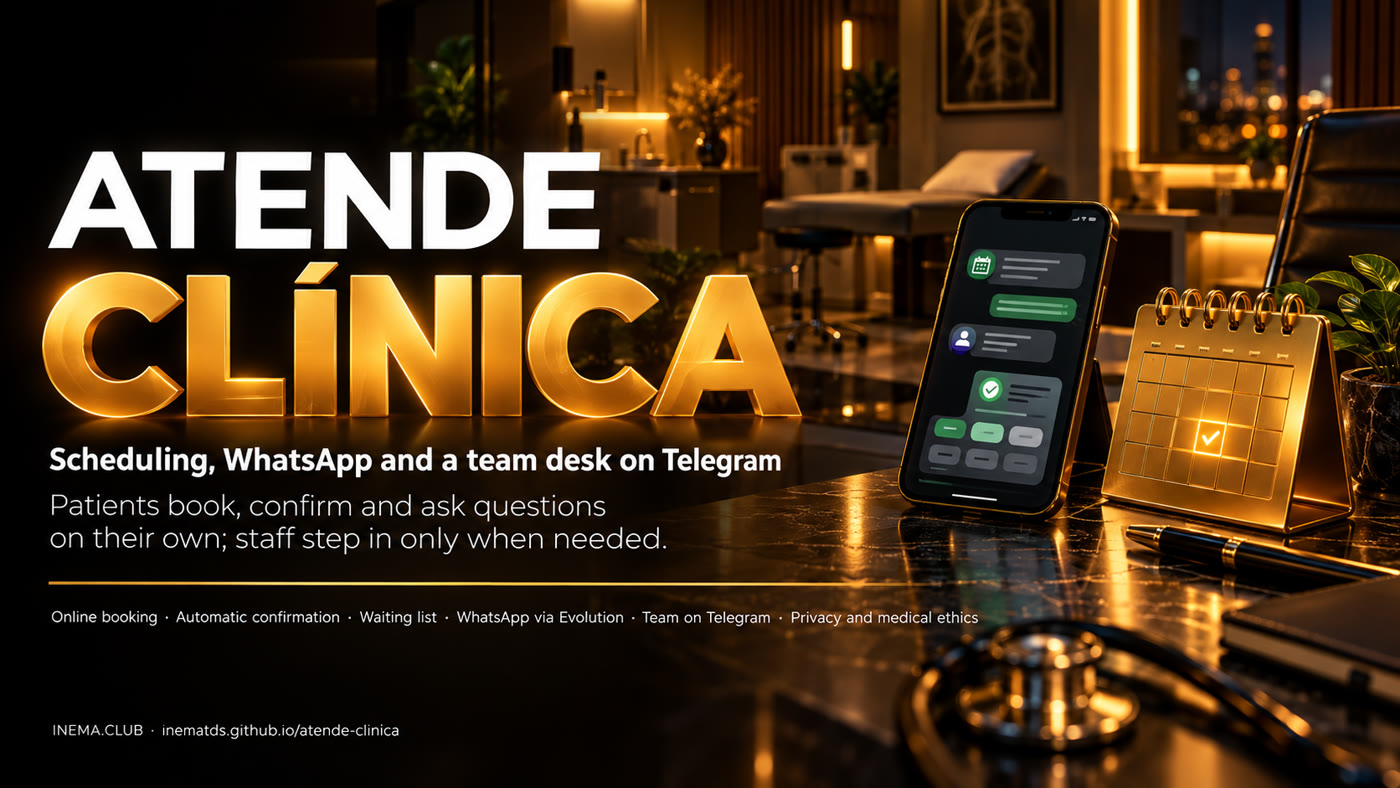 ATENDE
CLÍNICA
Scheduling, WhatsApp and a team desk on Telegram
Patients book, confirm and ask questions
on their own; staff step in only when needed.
Online booking · Automatic confirmation · Waiting list · WhatsApp via Evolution · Team on Telegram · Privacy and medical ethics
INEMA.CLUB · inematds.github.io/atende-clinica